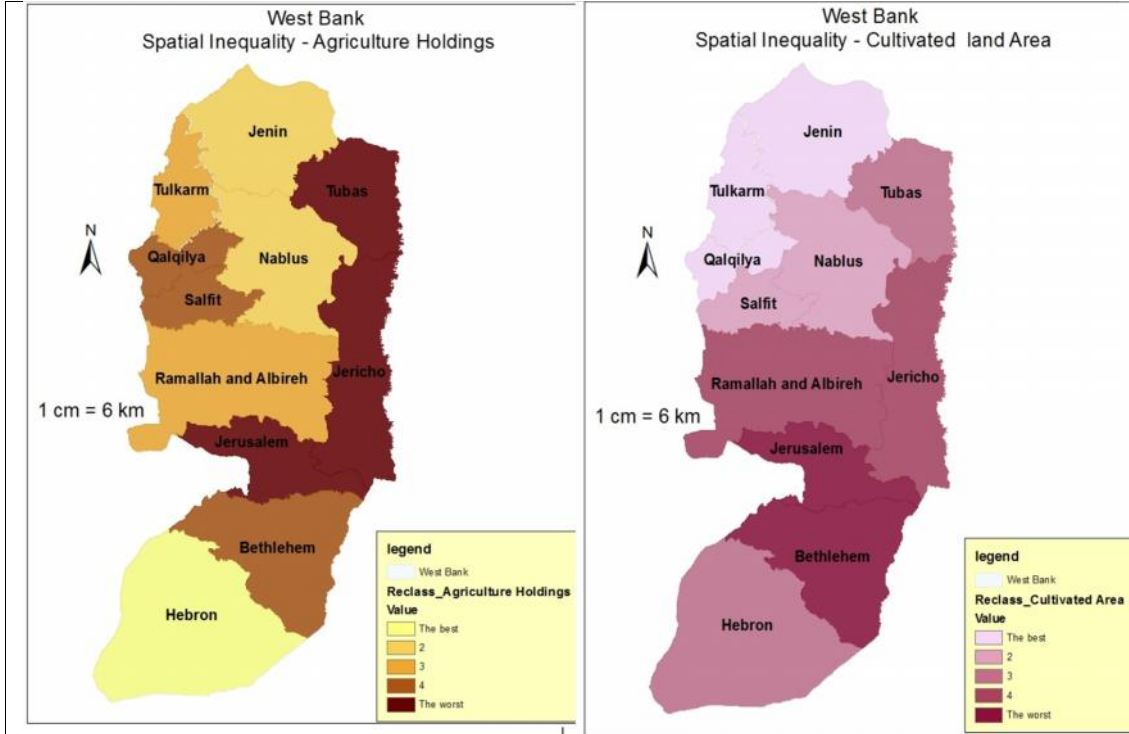 West Bank
Spatial Inequality - Agriculture Holdings
Jenin
Tulkarm
Tubas
N
Qalqilya
Nablus
Salfit
Ramallah and Albireh
Jericho
1 cm = 6 km
Jerusalem
Bethlehem
Hebron
legend
West Bank
Reclass_Agriculture Holdings
Value
The best
2
3
4
The worst
West Bank
Spatial Inequality - Cultivated land Area
Jenin
Tulkarm
Tubas
N
Qalqilya
Nablus
Salfit
Ramallah and Albireh
Jericho
1 cm = 6 km
Jerusalem
Bethlehem
Hebron
legend
West Bank
Reclass_Cultivated Area
Value
The best
2
3
4
The worst